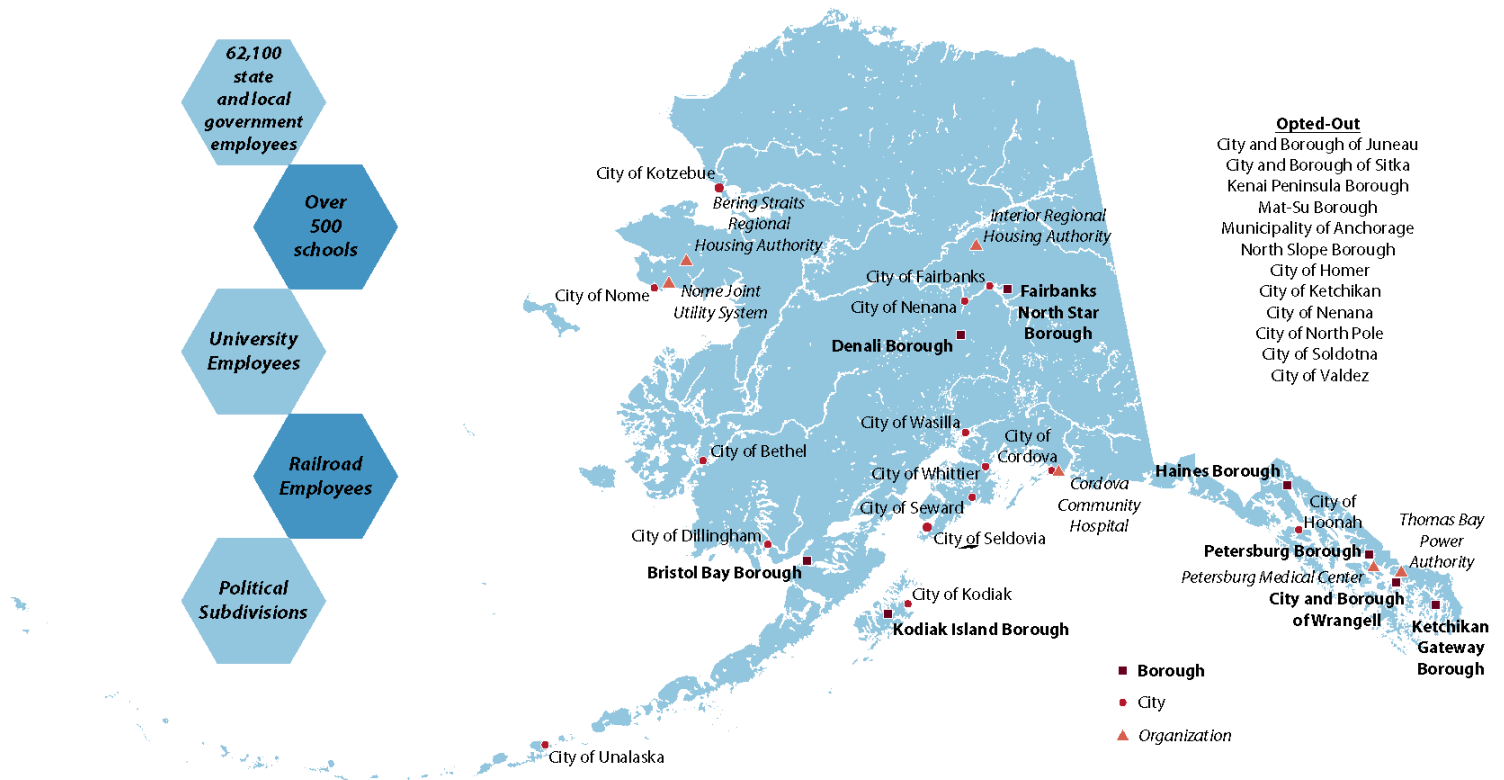 62,100
state
and local
government
employees
Over
500
schools
University
Employees
Railroad
Employees
Political
Subdivisions
City of Kotzebue
Bering Straits
Regional
Housing Authority
City of Nome
Nome Joint
Utility System
Interior Regional
Housing Authority
City of Fairbanks
City of Nenana
Fairbanks
North Star
Borough
Denali Borough
City of Wasilla
City of Bethel
City of
Cordova
City of Whittier
Cordova
Community
Hospital
City of Seward
City of Seldovia
City of Dillingham
Bristol Bay Borough
City of Kodiak
Kodiak Island Borough
City of Unalaska
Opted-Out
City and Borough of Juneau
City and Borough of Sitka
Kenai Peninsula Borough
Mat-Su Borough
Municipality of Anchorage
North Slope Borough
City of Homer
City of Ketchikan
City of Nenana
City of North Pole
City of Soldotna
City of Valdez
Haines Borough
City of
Hoonah
Thomas Bay
Power
Authority
Petersburg Borough
Petersburg Medical Center
City and Borough
of Wrangell
Ketchikan
Gateway
Borough
Borough
City
Organization